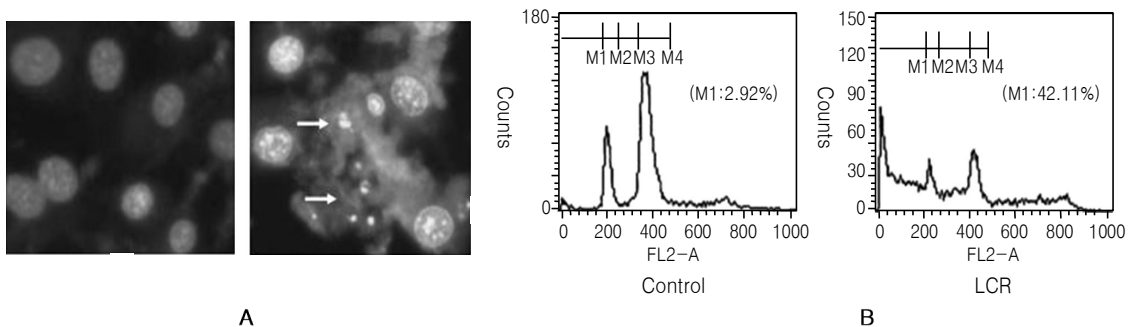 180
0
Counts
M1 M2 M3 M4
(M1:2.92%)
0 200 400 600 800 1000
FL2-A
Control
150
120
90
60
30
0
Counts
M1 M2 M3 M4
(M1:42.11%)
0 200 400 600 800 1000
FL2-A
LCR
A
B